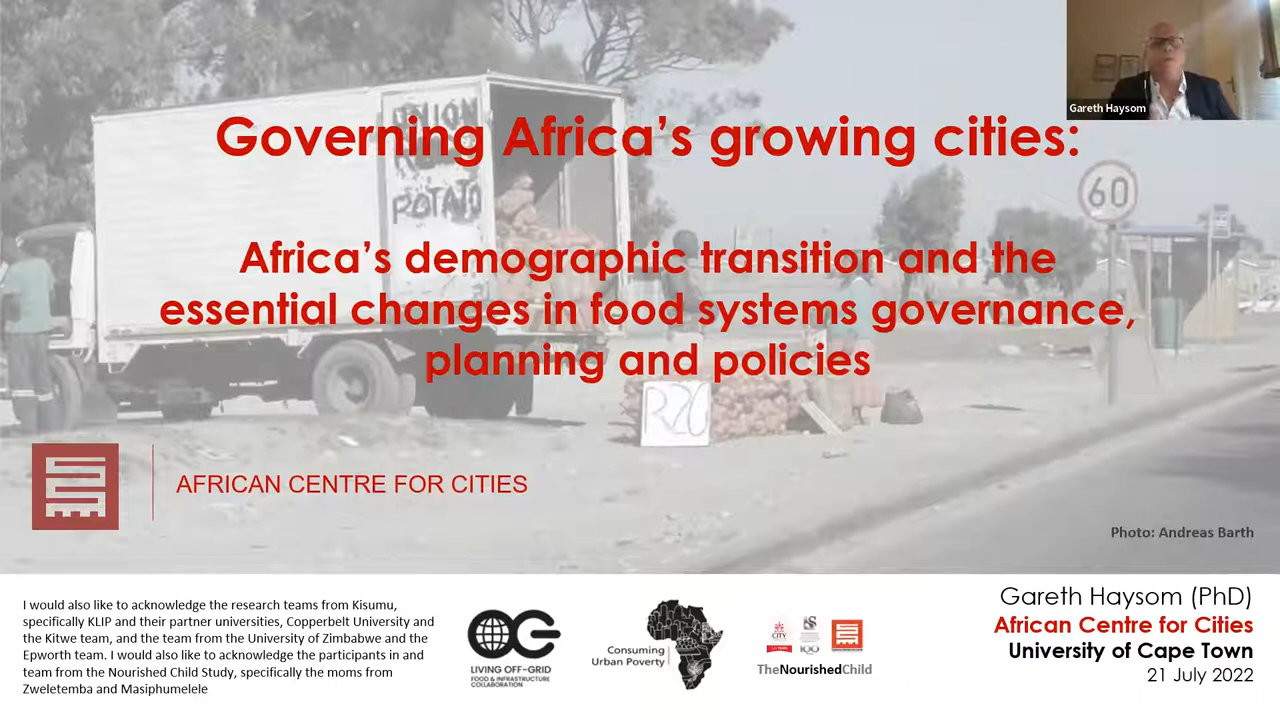 Governing Africa's growing cities:
Gareth Haysom
POTATO
60
Africa's demographic transition and the
essential changes in food systems governance,
planning and policies
R20
AFRICAN CENTRE FOR CITIES
Photo: Andreas Barth
I would also like to acknowledge the research teams from Kisumu,
specifically KLIP and their partner universities, Copperbelt University and
the Kitwe team, and the team from the University of Zimbabwe and the
Epworth team. I would also like to acknowledge the participants in and
team from the Nourished Child Study, specifically the moms from
Zweletemba and Masiphumelele
OG
LIVING OFF-GRID
FOOD & INFRASTRUCTURE
COLLABORATION
Consuming
Urban Poverty
CITY
100
TheNourishedChild
Gareth Haysom (PhD)
African Centre for Cities
University of Cape Town
21 July 2022